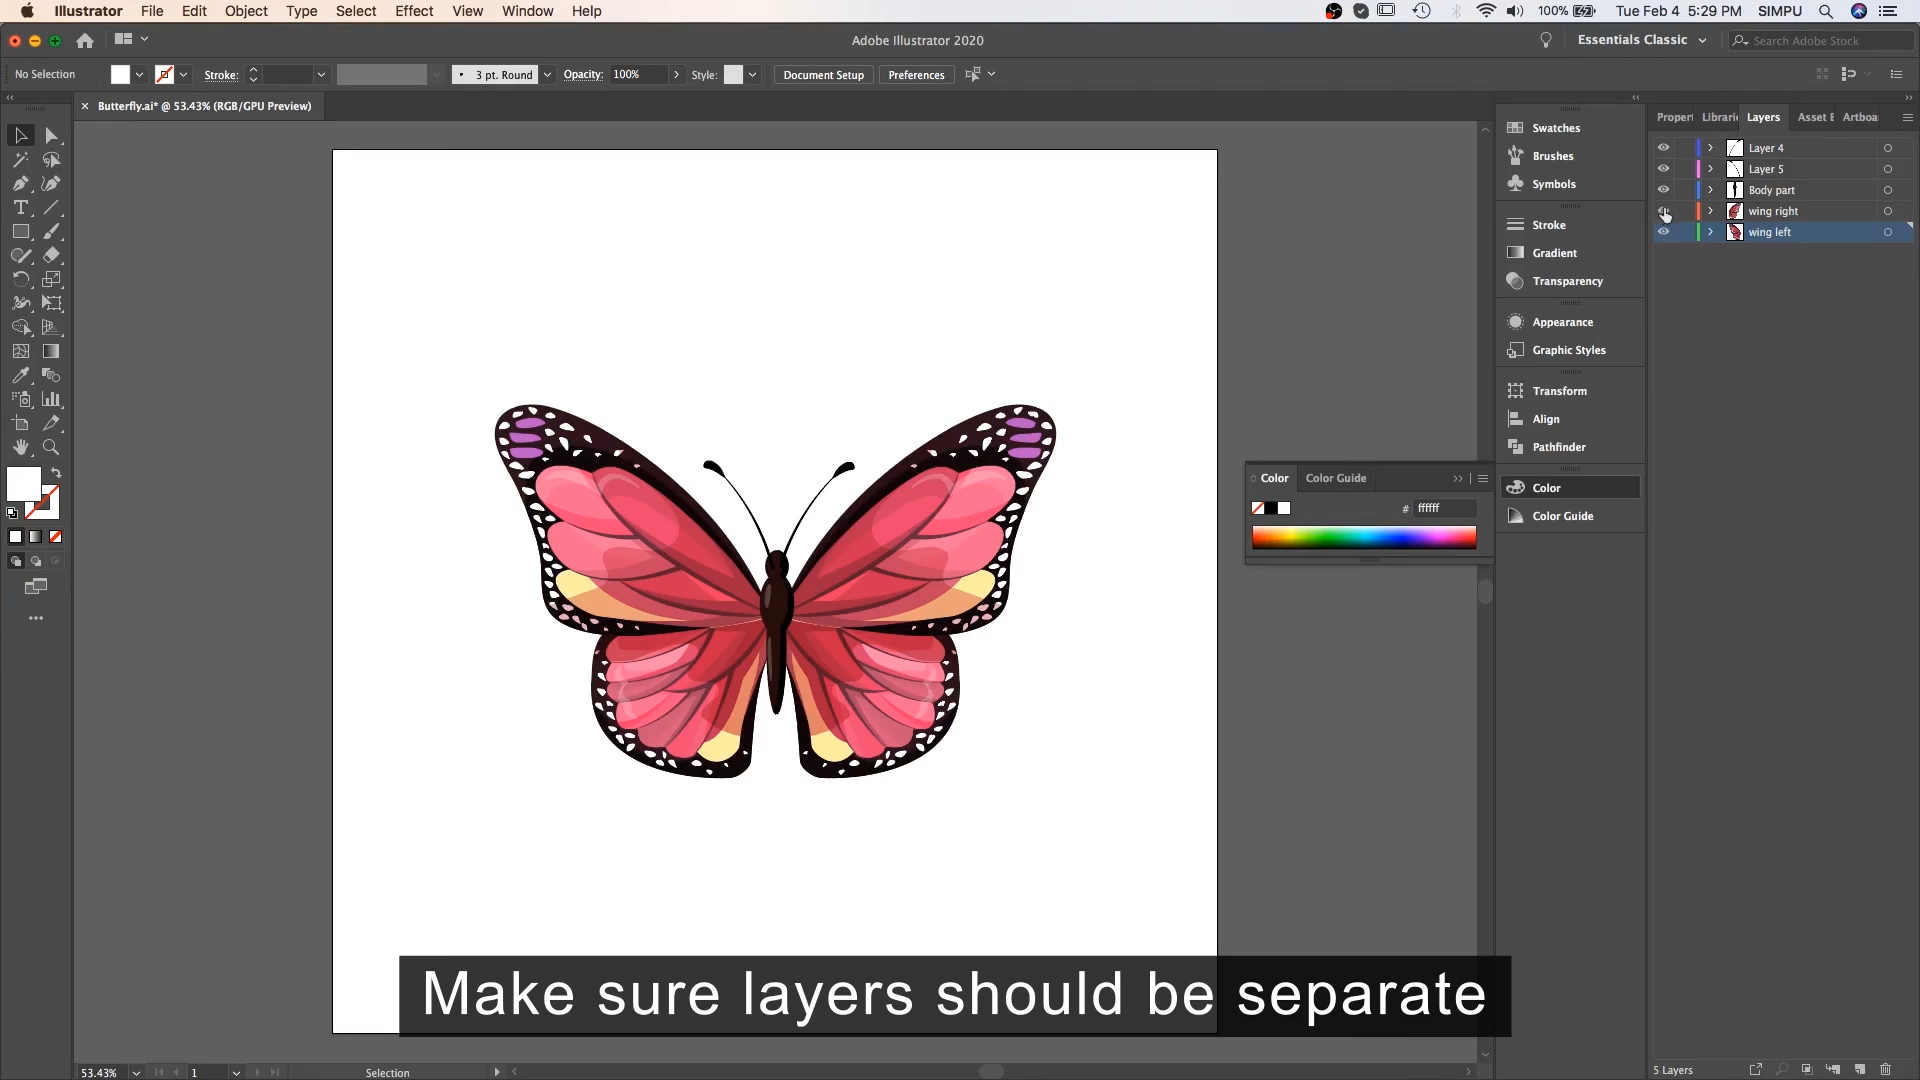 Illustrator File Edit Object Type Select Effect View Window Help
100% Tue Feb 4 5:29 PM SIMPU
Adobe Illustrator 2020
Essentials Classic
Search Adobe Stock
No Selection
Stroke:
3 pt. Round
Opacity: 100%
Style:
Document Setup
Preferences
Butterfly.ai* @ 53.43% (RGB/GPU Preview)
Swatches
Brushes
Symbols
Stroke
Gradient
Transparency
Appearance
Graphic Styles
Transform
Align
Pathfinder
Color
Color Guide
Color Color Guide
# ffffff
Propert Librarie Layers Asset E Artboa
Layer 4
Layer 5
Body part
wing right
wing left
Make sure layers should be separate
53.43%
1
Selection
5 Layers